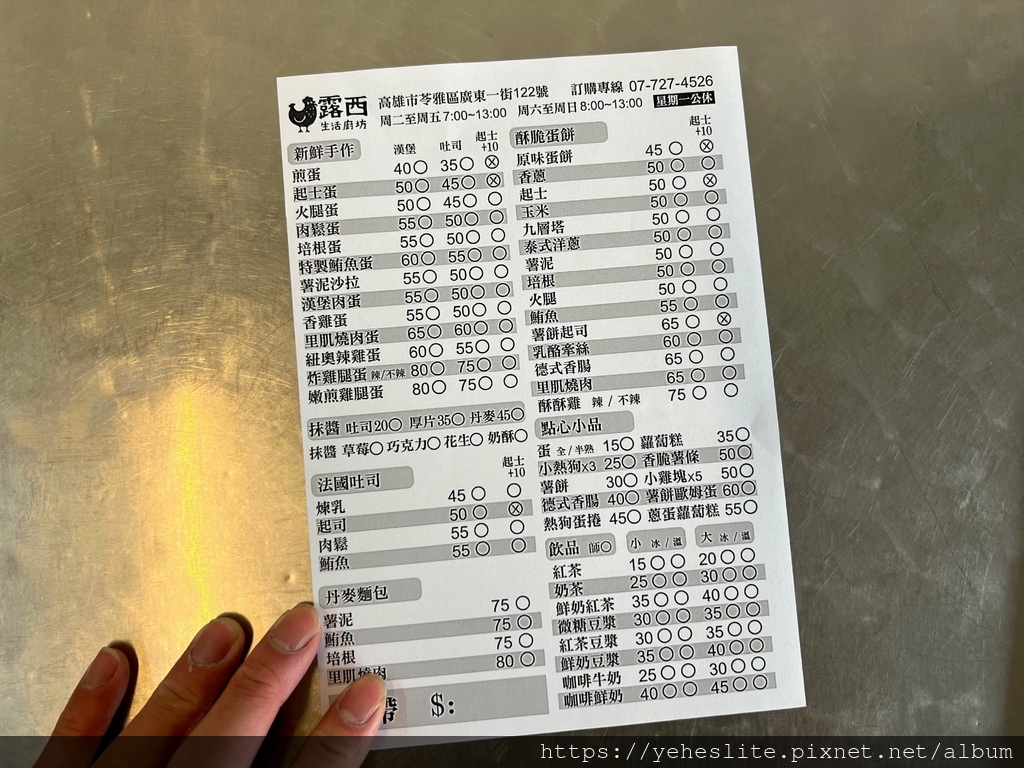 露西
生活廚坊
高雄市苓雅區廣東一街122號 訂購專線 07-727-4526
周二至周五7:00~13:00 周六至周日8:00~13:00 星期一公休
新鮮手作 漢堡 吐司 起士+10
煎蛋 40 35
起士蛋 50 45
火腿蛋 50 45
肉鬆蛋 55 50
培根蛋 55 50
特製鮪魚蛋 60 55
薯泥沙拉 55 50
漢堡肉蛋 55 50
香雞蛋 55 50
里肌燒肉蛋 65 60
紐奧辣雞蛋 60 55
炸雞腿蛋 辣/不辣 80 75
嫩煎雞腿蛋 80 75
抹醬 吐司20 厚片35 丹麥45
抹醬 草莓 巧克力 花生 奶酥
法國吐司 起士+10
煉乳 45
起司 50
肉鬆 55
鮪魚 55
丹麥麵包
薯泥 75
鮪魚 75
培根 75
里肌燒肉 80
帶 $:
酥脆蛋餅 起士+10
原味蛋餅 45
香蔥 50
起士 50
玉米 50
九層塔 50
泰式洋蔥 50
薯泥 50
培根 50
火腿 50
鮪魚 55
薯餅起司 65
乳酪牽絲 60
德式香腸 65
里肌燒肉 65
酥酥雞 辣/不辣 75
點心小品
蛋 全/半熟 15 蘿蔔糕 35
小熱狗x3 25 香脆薯條 50
薯餅 30 小雞塊x5 50
德式香腸 40 薯餅歐姆蛋 60
熱狗蛋捲 45 蔥蛋蘿蔔糕 55
飲品 師 小 冰/溫 大 冰/溫
紅茶 15 20
奶茶 25 30
鮮奶紅茶 35 40
微糖豆漿 30 35
紅茶豆漿 30 35
鮮奶豆漿 35 40
咖啡牛奶 25 30
咖啡鮮奶 40 45
https://yeheslite.pixnet.net/album